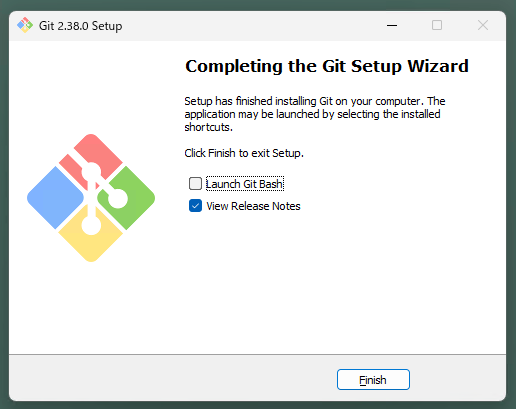 Git 2.38.0 Setup
Completing the Git Setup Wizard
Setup has finished installing Git on your computer. The
application may be launched by selecting the installed
shortcuts.
Click Finish to exit Setup.
Launch Git Bash
View Release Notes
Finish